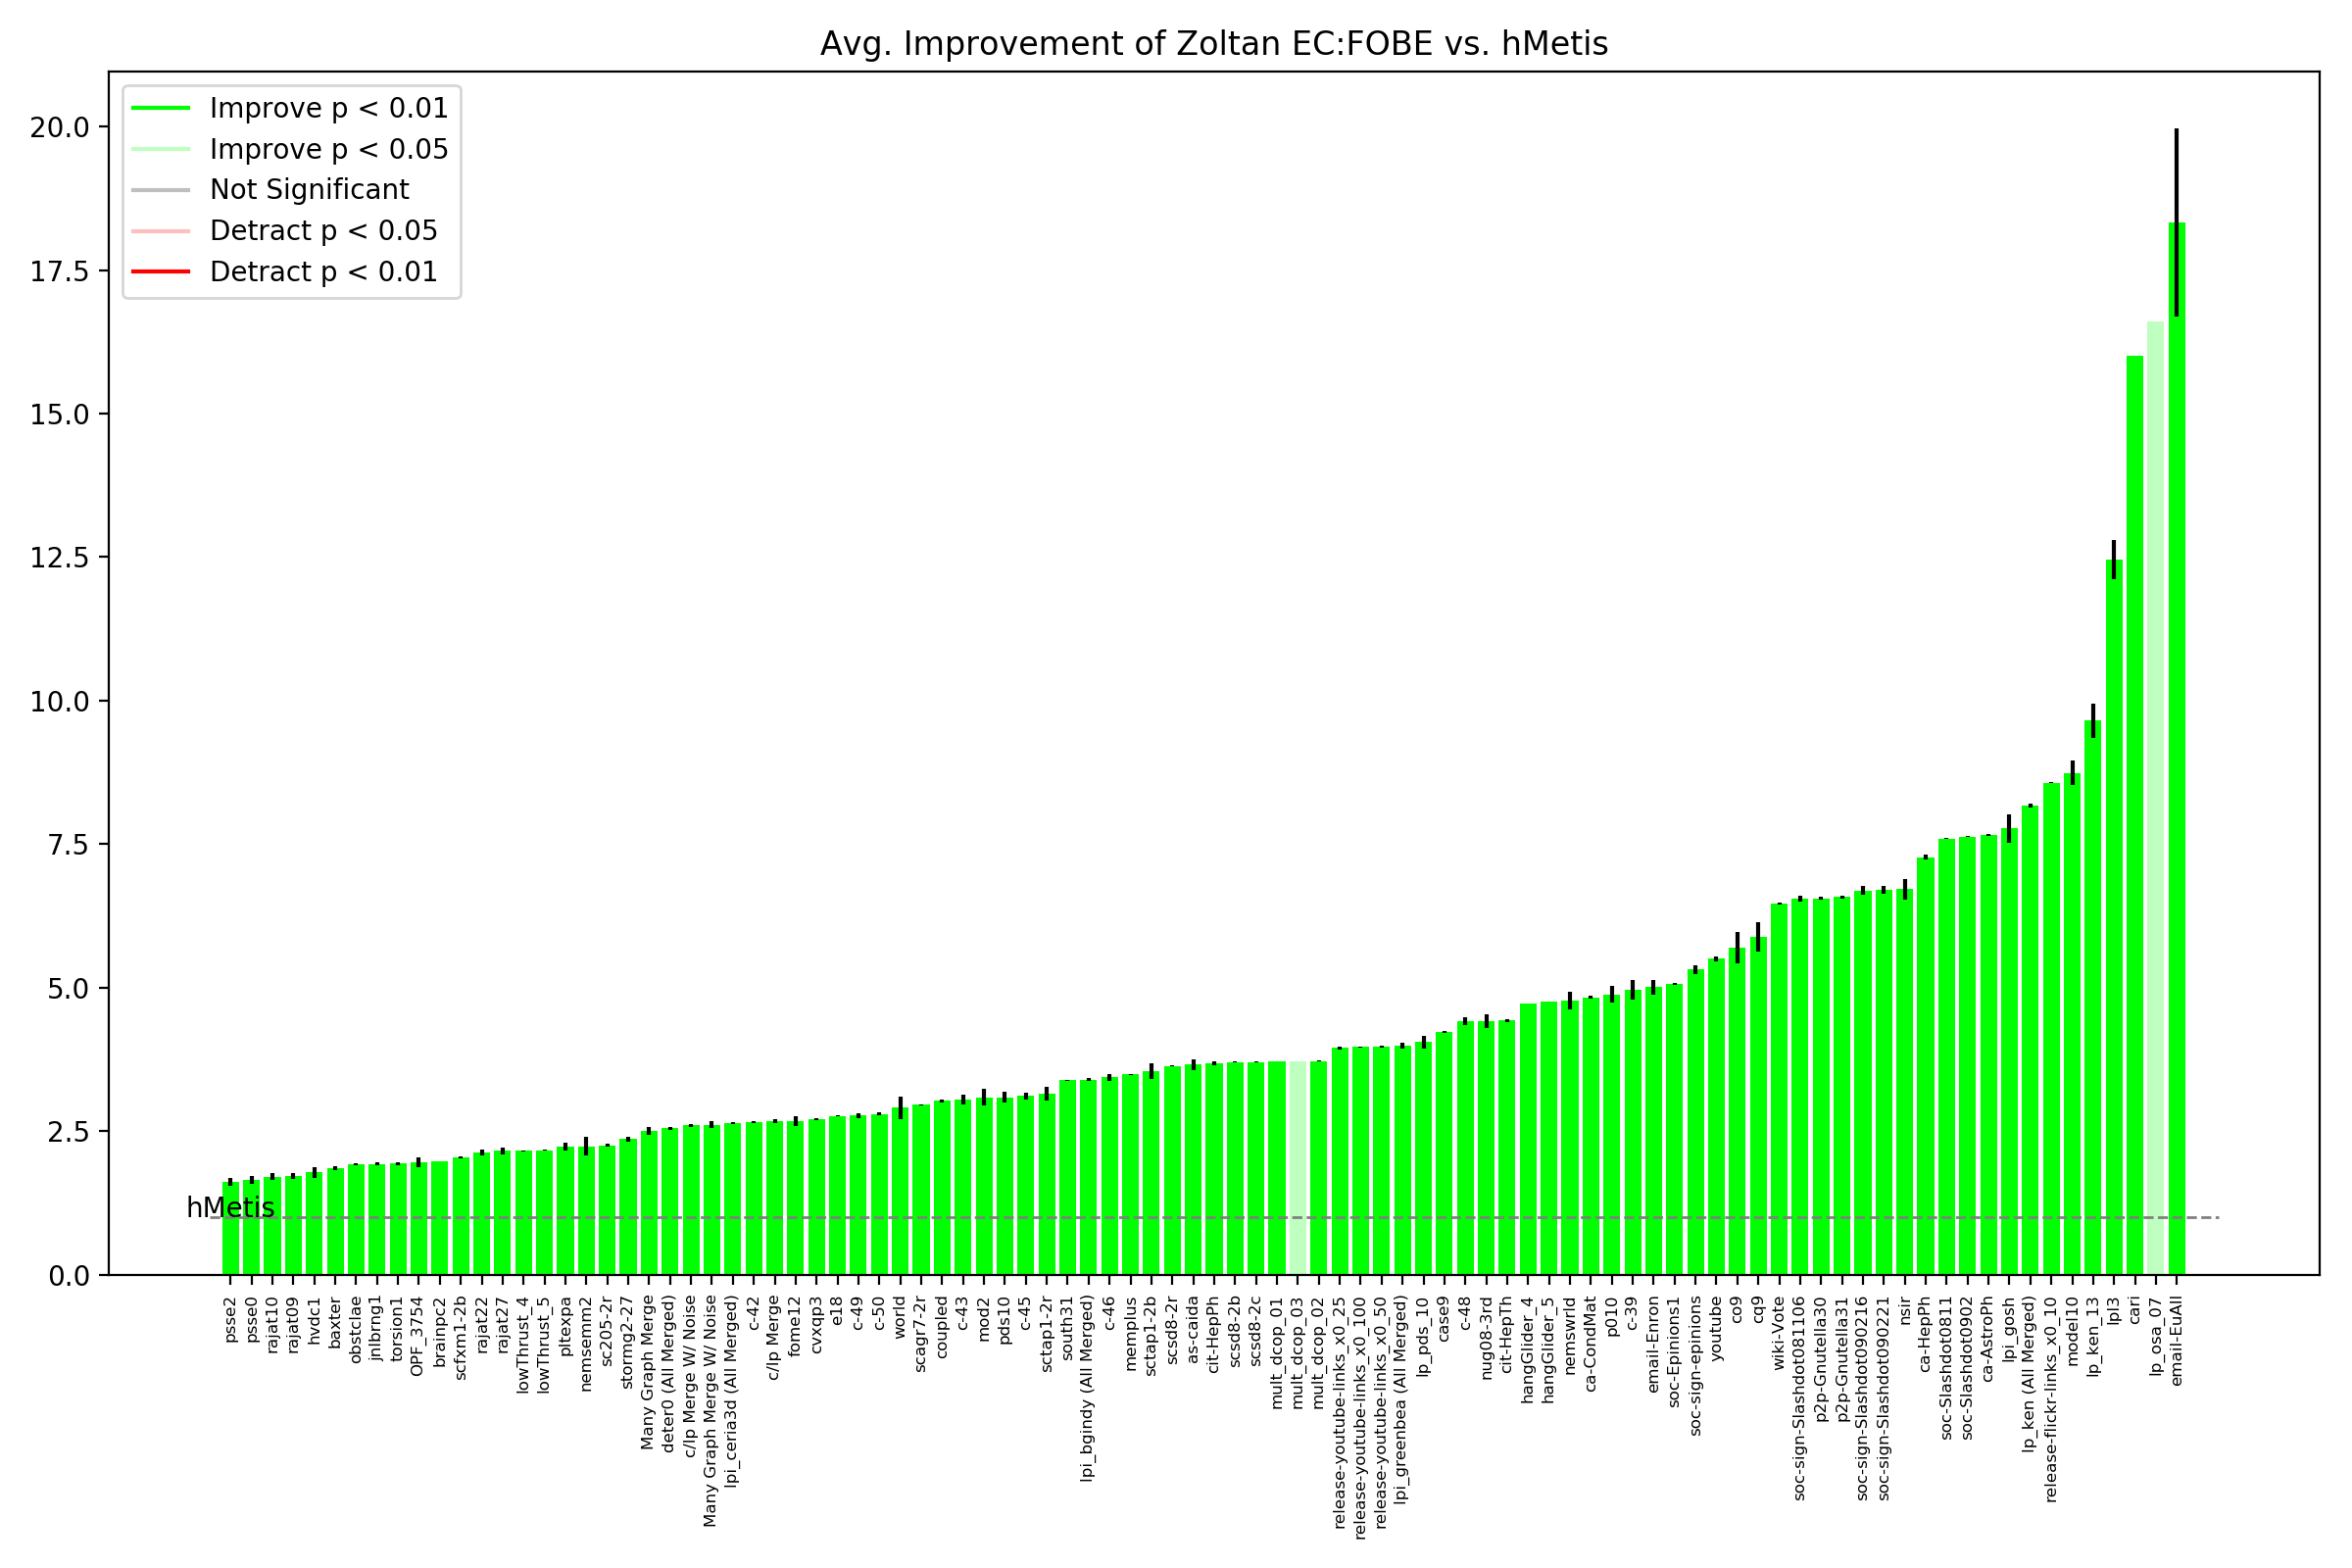 Avg. Improvement of Zoltan EC:FOBE vs. hMetis
Improve p < 0.01
Improve p < 0.05
Not Significant
Detract p < 0.05
Detract p < 0.01
20.0
17.5
15.0
12.5
10.0
7.5
5.0
2.5
0.0
hMetis
psse2
psse0
rajat10
rajat09
hvdc1
baxter
obstclae
jnlbrng1
torsion1
OPF_3754
brainpc2
scfxm1-2b
rajat22
rajat27
lowThrust_4
lowThrust_5
pltexpa
nemsemm2
sc205-2r
stormg2-27
Many Graph Merge
deter0 (All Merged)
c/lp Merge W/ Noise
Many Graph Merge W/ Noise
lpi_ceria3d (All Merged)
c-42
c/lp Merge
fome12
cvxqp3
e18
c-49
c-50
world
scagr7-2r
coupled
c-43
mod2
pds10
c-45
sctap1-2r
south31
lpi_bgindy (All Merged)
c-46
memplus
sctap1-2b
scsd8-2r
as-caida
cit-HepPh
scsd8-2b
scsd8-2c
mult_dcop_01
mult_dcop_03
mult_dcop_02
release-youtube-links_x0_25
release-youtube-links_x0_100
release-youtube-links_x0_50
lpi_greenbea (All Merged)
lp_pds_10
case9
c-48
nug08-3rd
cit-HepTh
hangGlider_4
hangGlider_5
nemswrld
ca-CondMat
p010
c-39
email-Enron
soc-Epinions1
soc-sign-epinions
youtube
co9
cq9
wiki-Vote
soc-sign-Slashdot081106
p2p-Gnutella30
p2p-Gnutella31
soc-sign-Slashdot090216
soc-sign-Slashdot090221
nsir
ca-HepPh
soc-Slashdot0811
soc-Slashdot0902
ca-AstroPh
lpi_gosh
lp_ken (All Merged)
release-flickr-links_x0_10
model10
lp_ken_13
lpl3
cari
lp_osa_07
email-EuAll